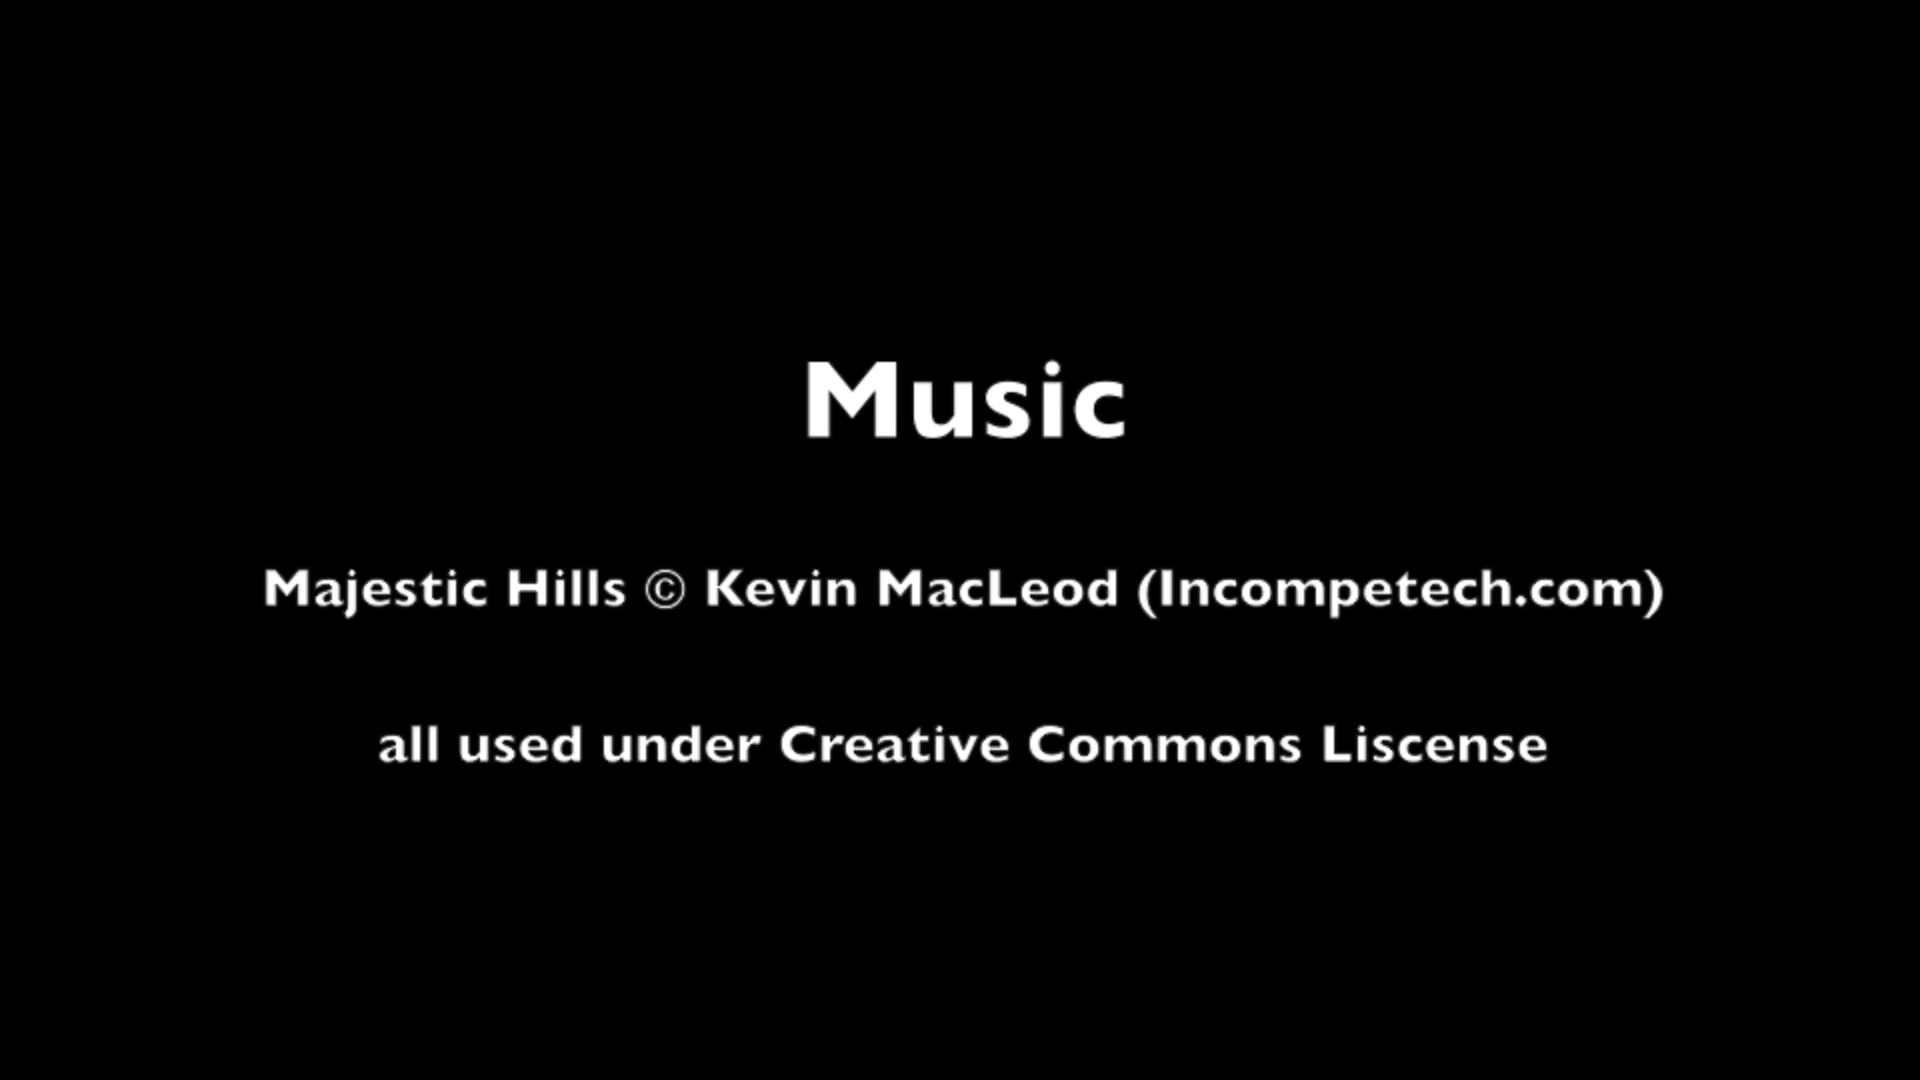 Music
Majestic Hills © Kevin MacLeod (Incompetech.com)
all used under Creative Commons Liscense